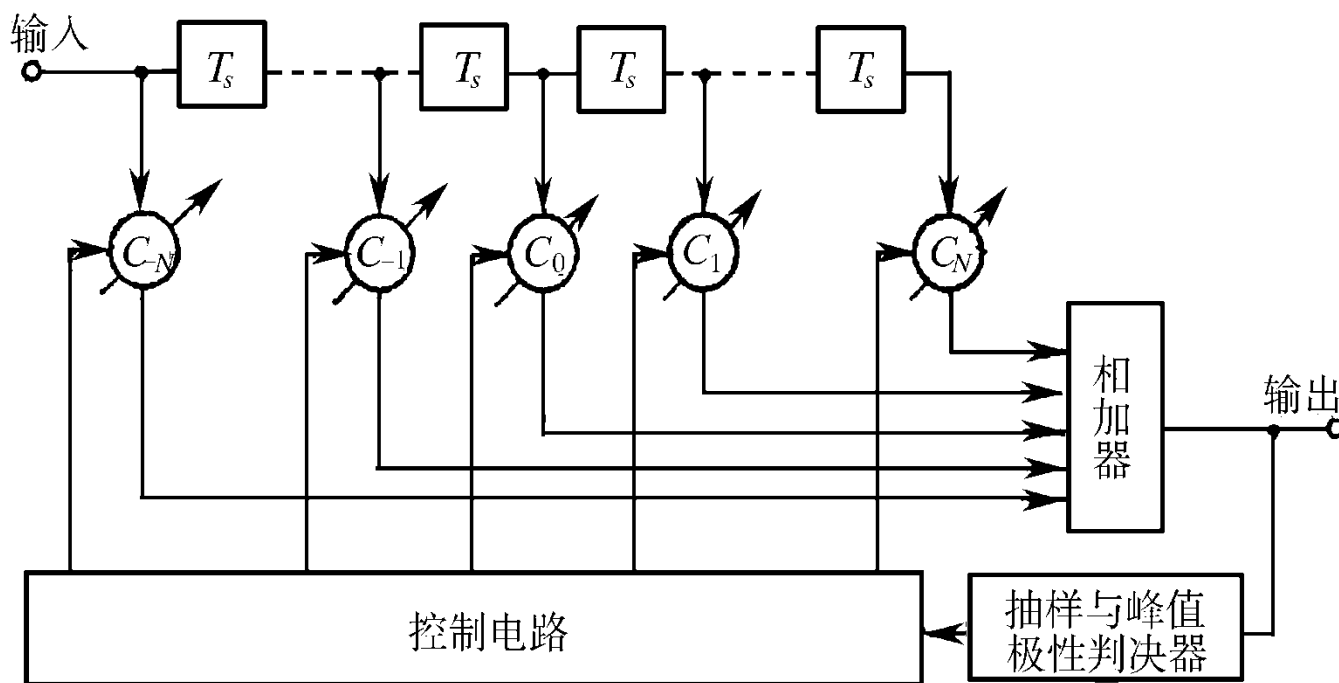 输入
T_s T_s T_s T_s
C_{-N} C_{-1} C_0 C_1 C_N
相加器
输出
控制电路
抽样与峰值
极性判决器